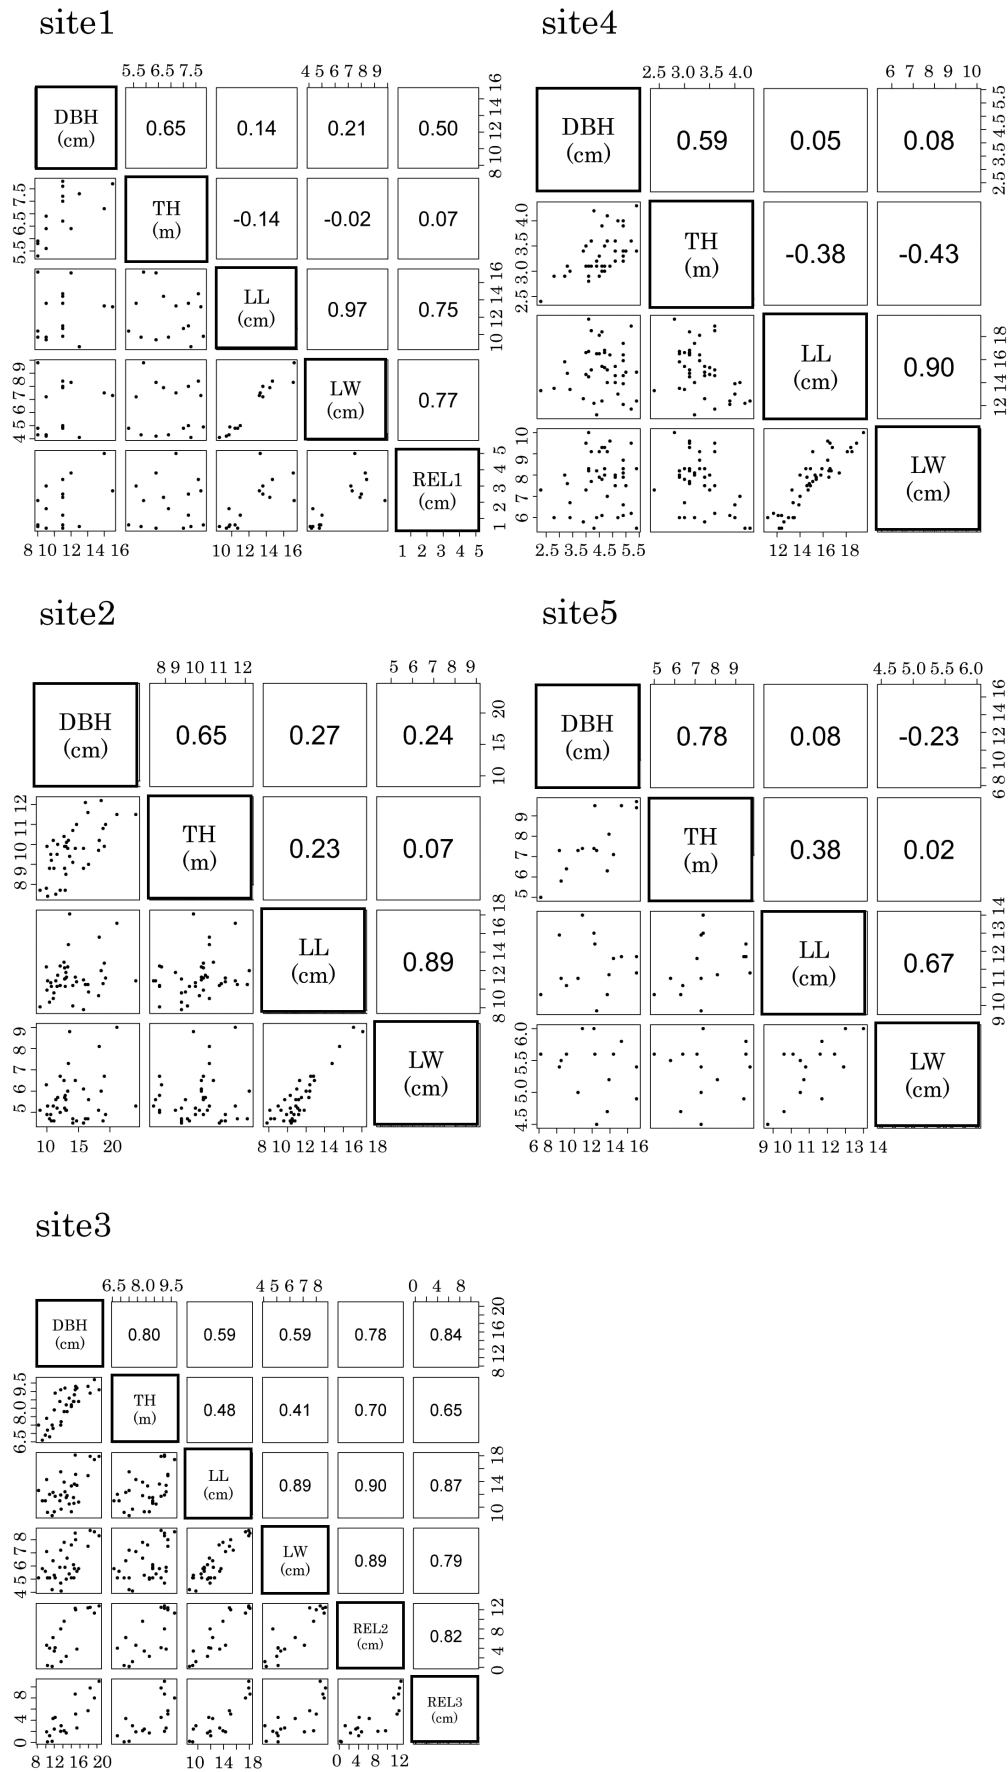 site1
5.5 6.5 7.5
4 5 6 7 8 9
DBH
(cm)
0.65
0.14
0.21
0.50
8 10 12 14 16
5.5 6.5 7.5
TH
(m)
-0.14
-0.02
0.07
LL
(cm)
0.97
0.75
10 12 14 16
4 5 6 7 8 9
LW
(cm)
0.77
REL1
(cm)
1 2 3 4 5
8 10 12 14 16
10 12 14 16
1 2 3 4 5
site4
2.5 3.0 3.5 4.0
6 7 8 9 10
DBH
(cm)
0.59
0.05
0.08
2.5 3.5 4.5 5.5
2.5 3.0 3.5 4.0
TH
(m)
-0.38
-0.43
LL
(cm)
0.90
12 14 16 18
6 7 8 9 10
LW
(cm)
2.5 3.5 4.5 5.5
12 14 16 18
site2
8 9 10 11 12
5 6 7 8 9
DBH
(cm)
0.65
0.27
0.24
10 15 20
8 9 10 11 12
TH
(m)
0.23
0.07
LL
(cm)
0.89
8 10 12 14 16 18
5 6 7 8 9
LW
(cm)
10 15 20
8 10 12 14 16 18
site5
5 6 7 8 9
4.5 5.0 5.5 6.0
DBH
(cm)
0.78
0.08
-0.23
6 8 10 12 14 16
5 6 7 8 9
TH
(m)
0.38
0.02
LL
(cm)
0.67
9 10 11 12 13 14
4.5 5.0 5.5 6.0
LW
(cm)
6 8 10 12 14 16
9 10 11 12 13 14
site3
6.5 8.0 9.5
4 5 6 7 8
0 4 8
DBH
(cm)
0.80
0.59
0.59
0.78
0.84
8 12 16 20
6.5 8.0 9.5
TH
(m)
0.48
0.41
0.70
0.65
LL
(cm)
0.89
0.90
0.87
10 14 18
4 5 6 7 8
LW
(cm)
0.89
0.79
REL2
(cm)
0.82
0 4 8 12
0 4 8
REL3
(cm)
8 12 16 20
10 14 18
0 4 8 12